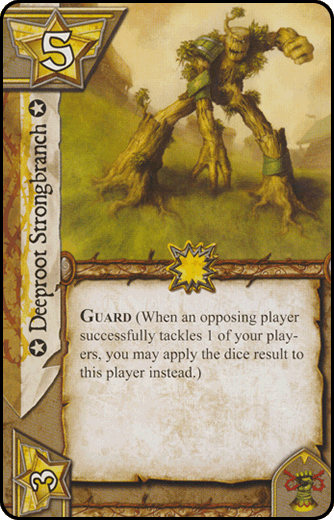 5
✪ Deeproot Strongbranch ✪
GUARD (When an opposing player
successfully tackles 1 of your play-
ers, you may apply the dice result to
this player instead.)
3